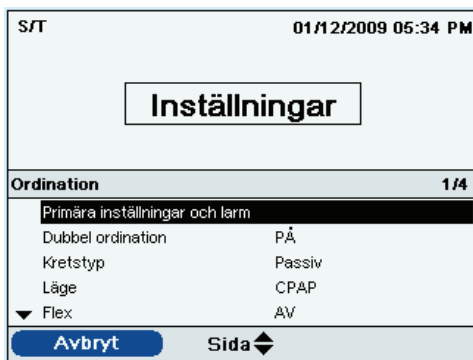 S/T 01/12/2009 05:34 PM
Inställningar
Ordination 1/4
Primära inställningar och larm
Dubbel ordination PÅ
Kretstyp Passiv
Läge CPAP
Flex AV
Avbryt Sida